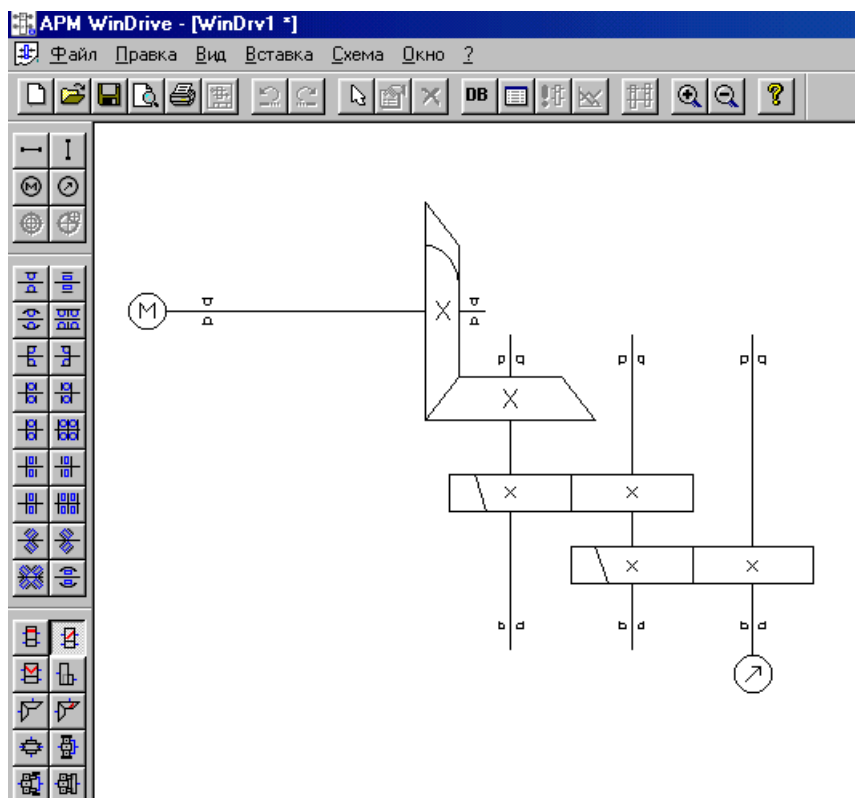 APM WinDrive - [WinDrv1 *]
Файл Правка Вид Вставка Схема Окно ?
DB ?
M
M